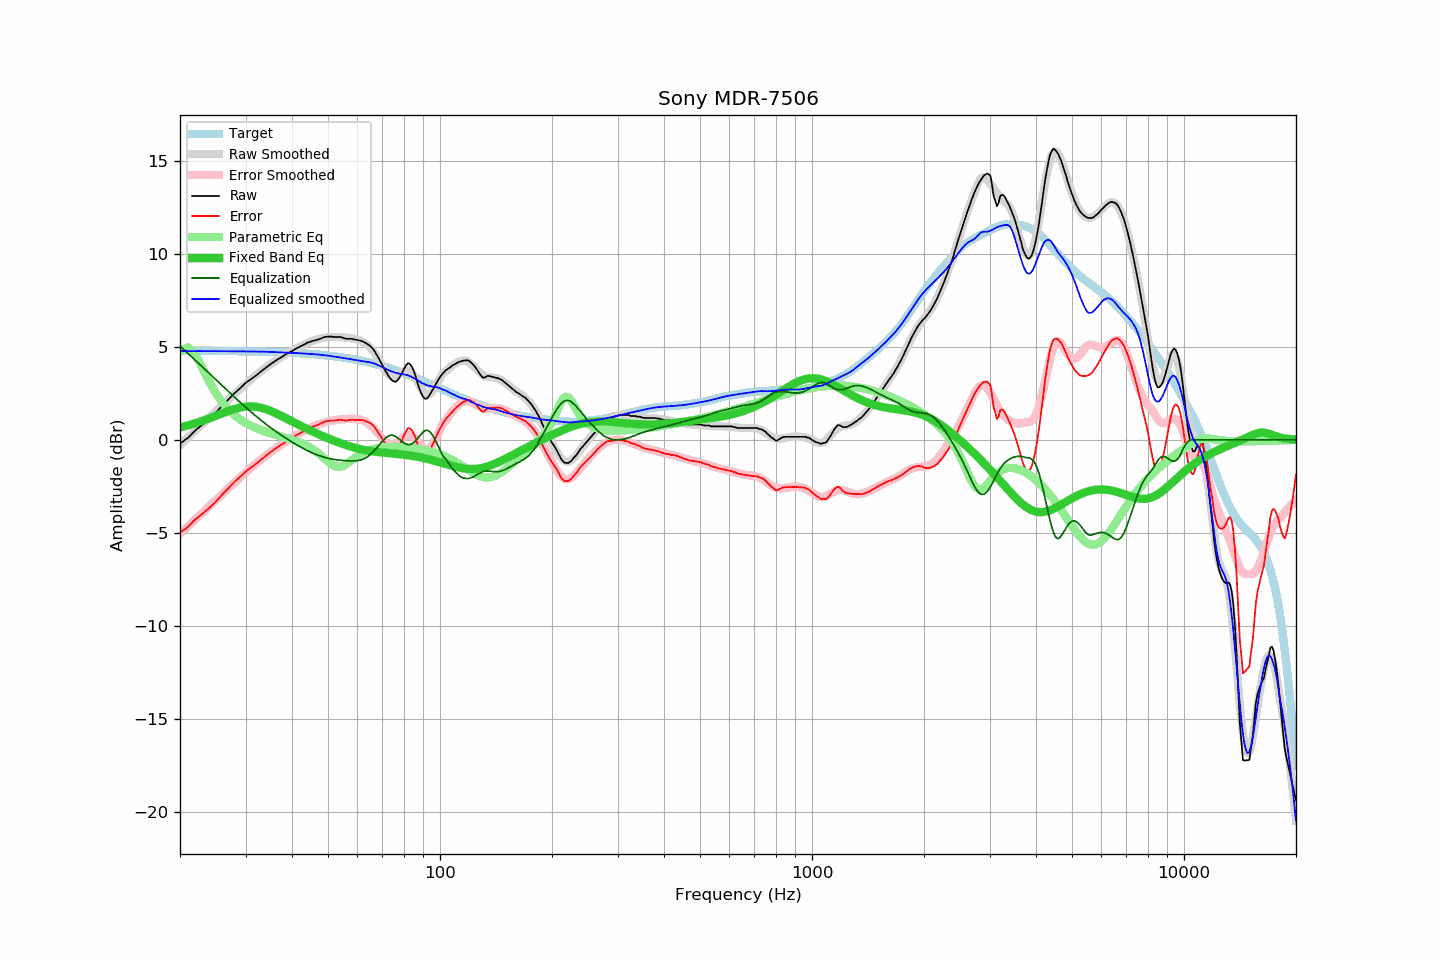 Sony MDR-7506
Target
Raw Smoothed
Error Smoothed
Raw
Error
Parametric Eq
Fixed Band Eq
Equalization
Equalized smoothed
15
10
5
0
−5
−10
−15
−20
Amplitude (dBr)
100
1000
10000
Frequency (Hz)